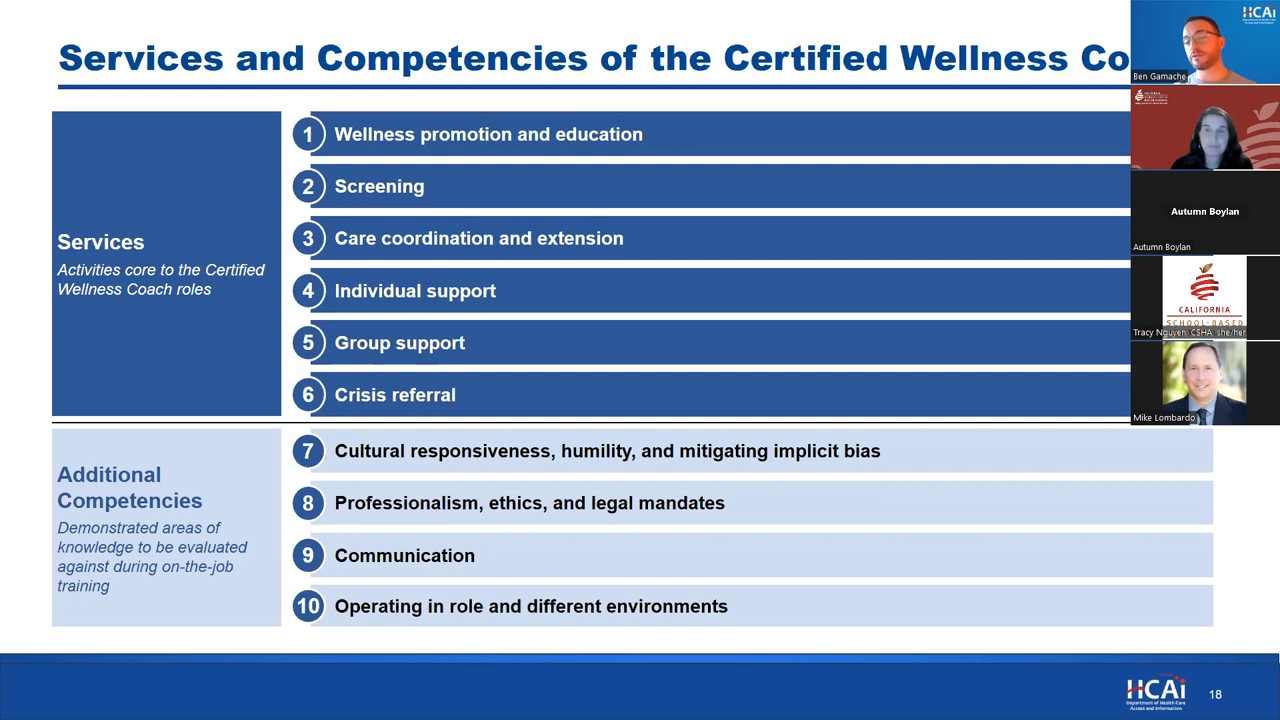 Services and Competencies of the Certified Wellness Co
Services
Activities core to the Certified
Wellness Coach roles
1 Wellness promotion and education
2 Screening
3 Care coordination and extension
4 Individual support
5 Group support
6 Crisis referral
Additional
Competencies
Demonstrated areas of
knowledge to be evaluated
against during on-the-job
training
7 Cultural responsiveness, humility, and mitigating implicit bias
8 Professionalism, ethics, and legal mandates
9 Communication
10 Operating in role and different environments
HCAi
Ben Gamache
Autumn Boylan
Autumn Boylan
CALIFORNIA
SCHOOL-BASED
Tracy Nguyen, CSHA, she/her
Mike Lombardo
HCAi
Department of Health Care
Access and Information
18